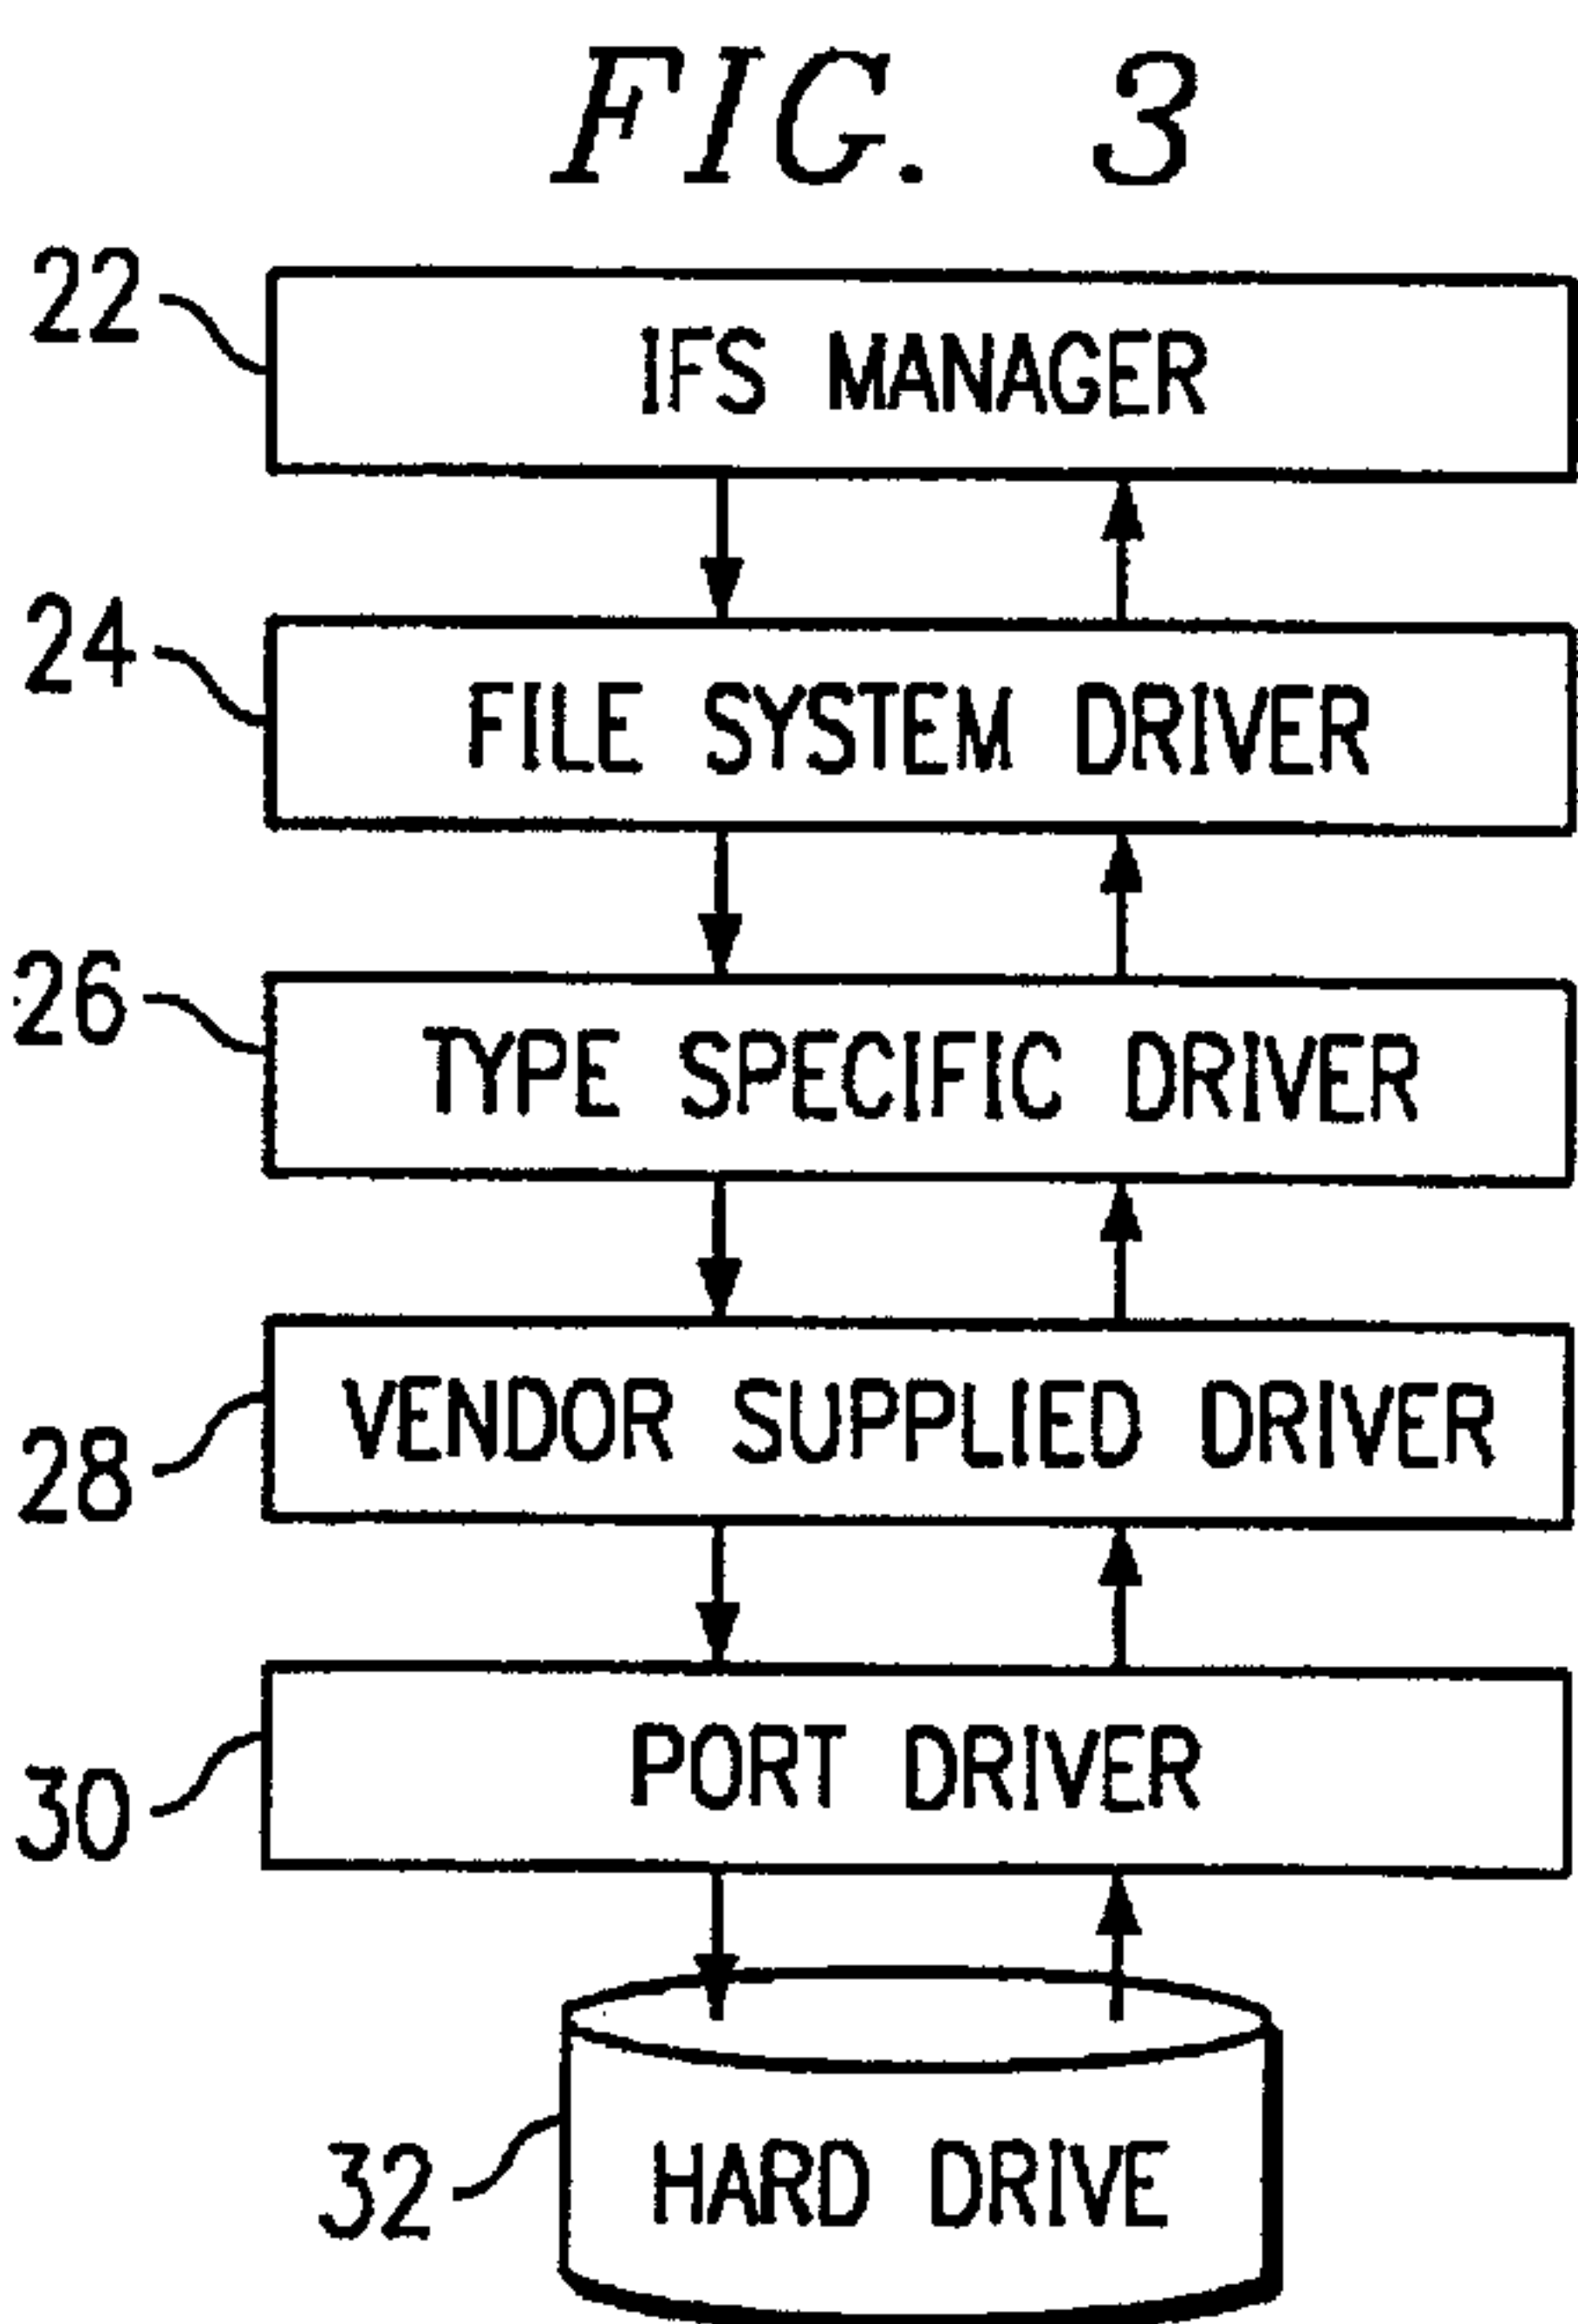 FIG. 3
22
IFS MANAGER
24
FILE SYSTEM DRIVER
26
TYPE SPECIFIC DRIVER
28
VENDOR SUPPLIED DRIVER
30
PORT DRIVER
32
HARD DRIVE